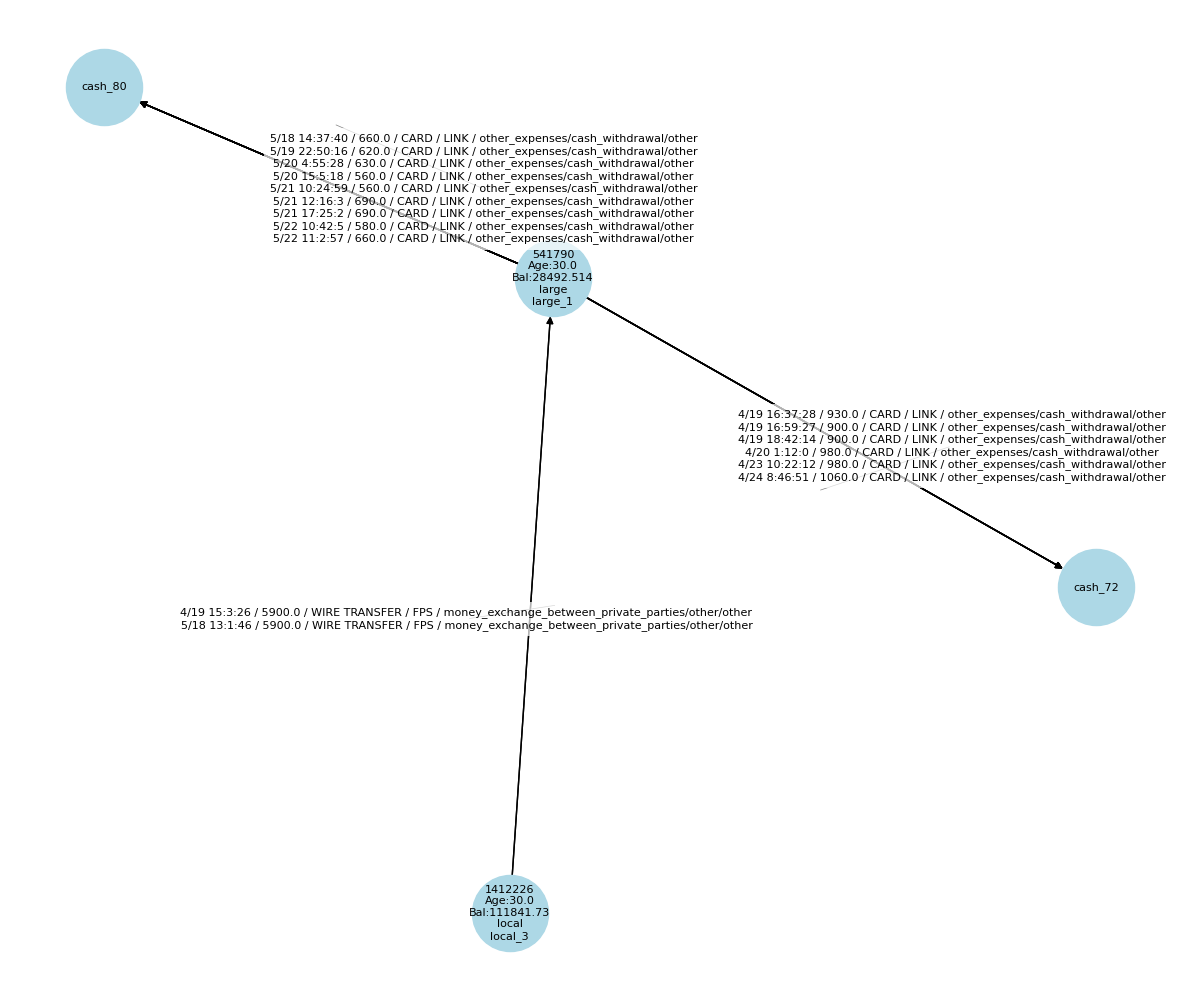 cash_80
5/18 14:37:40 / 660.0 / CARD / LINK / other_expenses/cash_withdrawal/other
5/19 22:50:16 / 620.0 / CARD / LINK / other_expenses/cash_withdrawal/other
5/20 4:55:28 / 630.0 / CARD / LINK / other_expenses/cash_withdrawal/other
5/20 15:5:18 / 560.0 / CARD / LINK / other_expenses/cash_withdrawal/other
5/21 10:24:59 / 560.0 / CARD / LINK / other_expenses/cash_withdrawal/other
5/21 12:16:3 / 690.0 / CARD / LINK / other_expenses/cash_withdrawal/other
5/21 17:25:2 / 690.0 / CARD / LINK / other_expenses/cash_withdrawal/other
5/22 10:42:5 / 580.0 / CARD / LINK / other_expenses/cash_withdrawal/other
5/22 11:2:57 / 660.0 / CARD / LINK / other_expenses/cash_withdrawal/other
541790
Age:30.0
Bal:28492.514
large
large_1
4/19 16:37:28 / 930.0 / CARD / LINK / other_expenses/cash_withdrawal/other
4/19 16:59:27 / 900.0 / CARD / LINK / other_expenses/cash_withdrawal/other
4/19 18:42:14 / 900.0 / CARD / LINK / other_expenses/cash_withdrawal/other
4/20 1:12:0 / 980.0 / CARD / LINK / other_expenses/cash_withdrawal/other
4/23 10:22:12 / 980.0 / CARD / LINK / other_expenses/cash_withdrawal/other
4/24 8:46:51 / 1060.0 / CARD / LINK / other_expenses/cash_withdrawal/other
cash_72
4/19 15:3:26 / 5900.0 / WIRE TRANSFER / FPS / money_exchange_between_private_parties/other/other
5/18 13:1:46 / 5900.0 / WIRE TRANSFER / FPS / money_exchange_between_private_parties/other/other
1412226
Age:30.0
Bal:111841.73
local
local_3